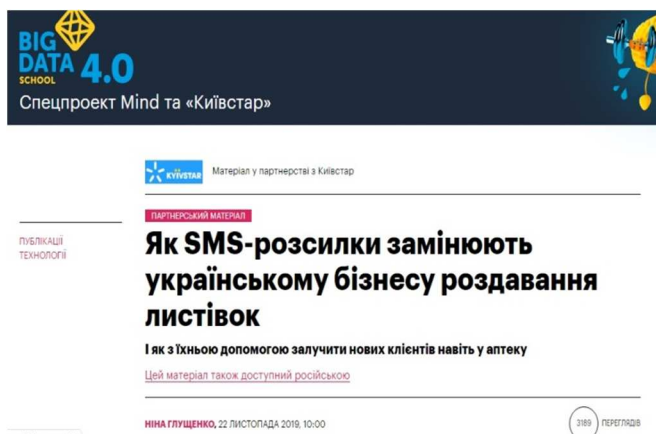 BIG
DATA 4.0
SCHOOL
Спецпроект Mind та «Київстар»
KYIVSTAR Матеріал у партнерстві з Київстар
ПАРТНЕРСЬКИЙ МАТЕРІАЛ
ПУБЛІКАЦІЇ
ТЕХНОЛОГІЇ
Як SMS-розсилки замінюють
українському бізнесу роздавання
листівок
І як з їхньою допомогою залучити нових клієнтів навіть у аптеку
Цей матеріал також доступний російською
НІНА ГЛУЩЕНКО, 22 ЛИСТОПАДА 2019, 10:00
3189 ПЕРЕГЛЯДІВ